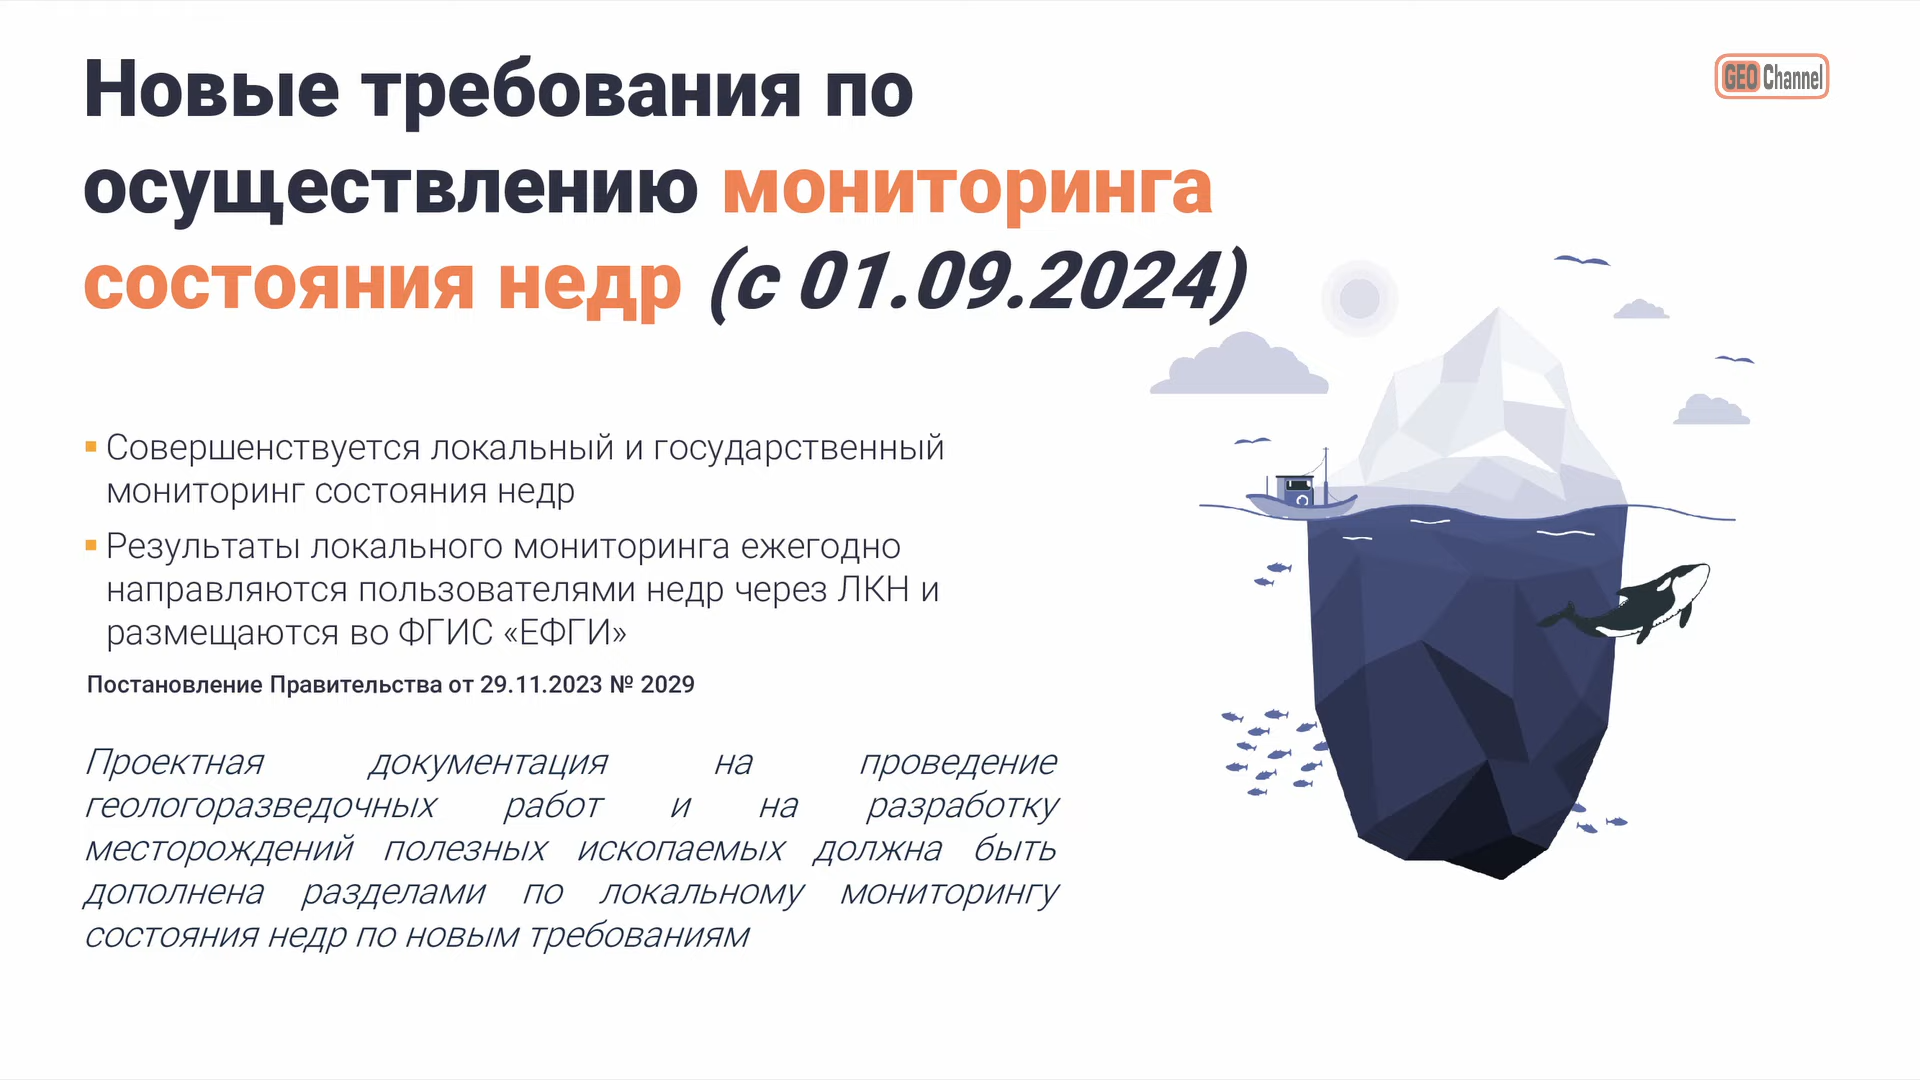 Новые требования по
осуществлению мониторинга
состояния недр (с 01.09.2024)
GEO Channel
▪ Совершенствуется локальный и государственный
мониторинг состояния недр
▪ Результаты локального мониторинга ежегодно
направляются пользователями недр через ЛКН и
размещаются во ФГИС «ЕФГИ»
Постановление Правительства от 29.11.2023 № 2029
Проектная документация на проведение
геологоразведочных работ и на разработку
месторождений полезных ископаемых должна быть
дополнена разделами по локальному мониторингу
состояния недр по новым требованиям